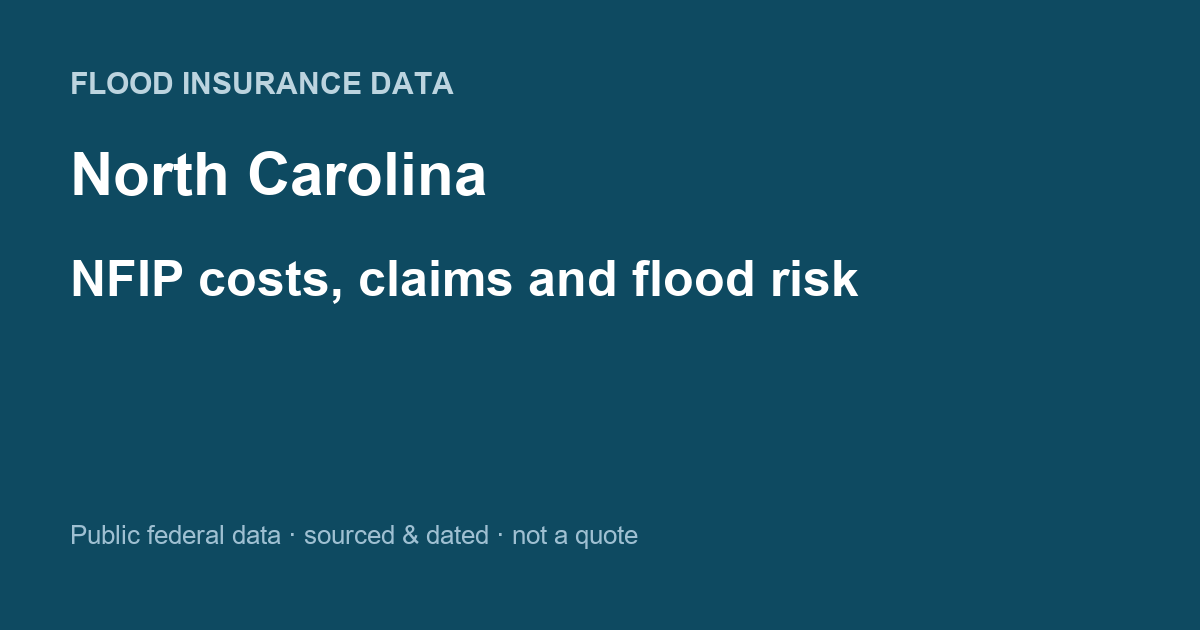 FLOOD INSURANCE DATA
North Carolina
NFIP costs, claims and flood risk
Public federal data · sourced & dated · not a quote